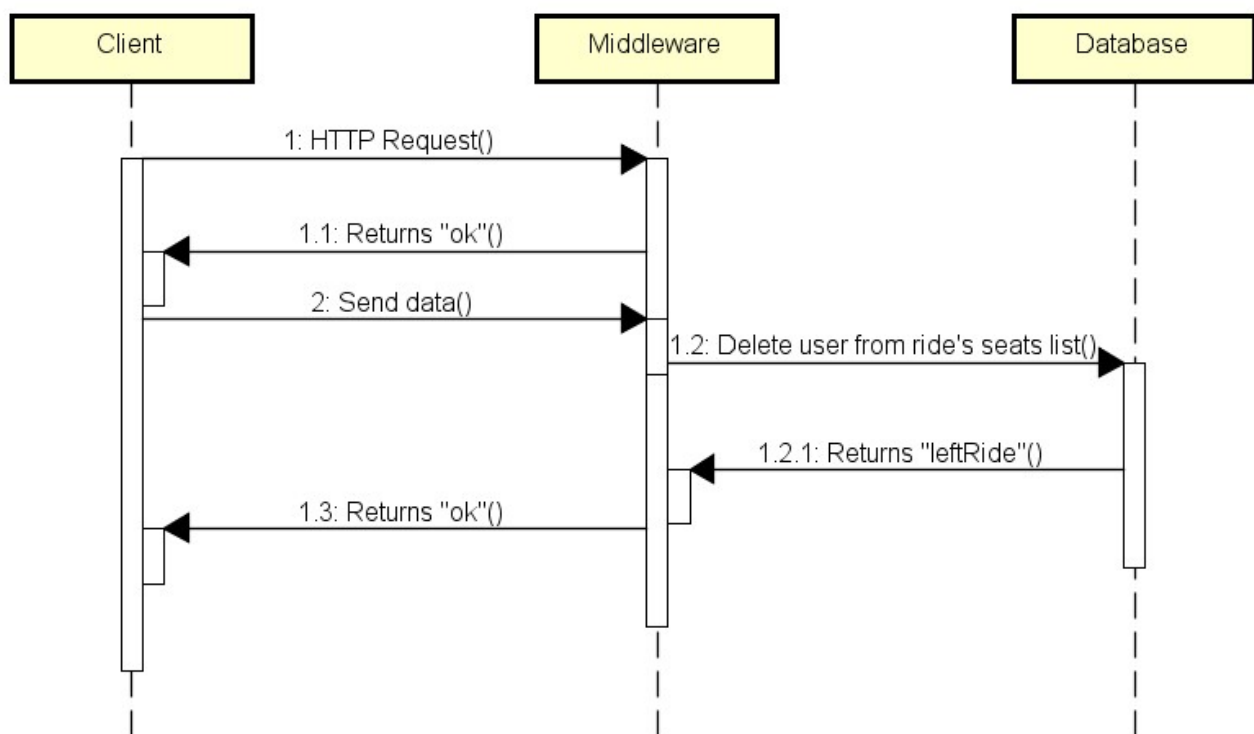 Client
Middleware
Database
1: HTTP Request()
1.1: Returns "ok"()
2: Send data()
1.2: Delete user from ride's seats list()
1.2.1: Returns "leftRide"()
1.3: Returns "ok"()